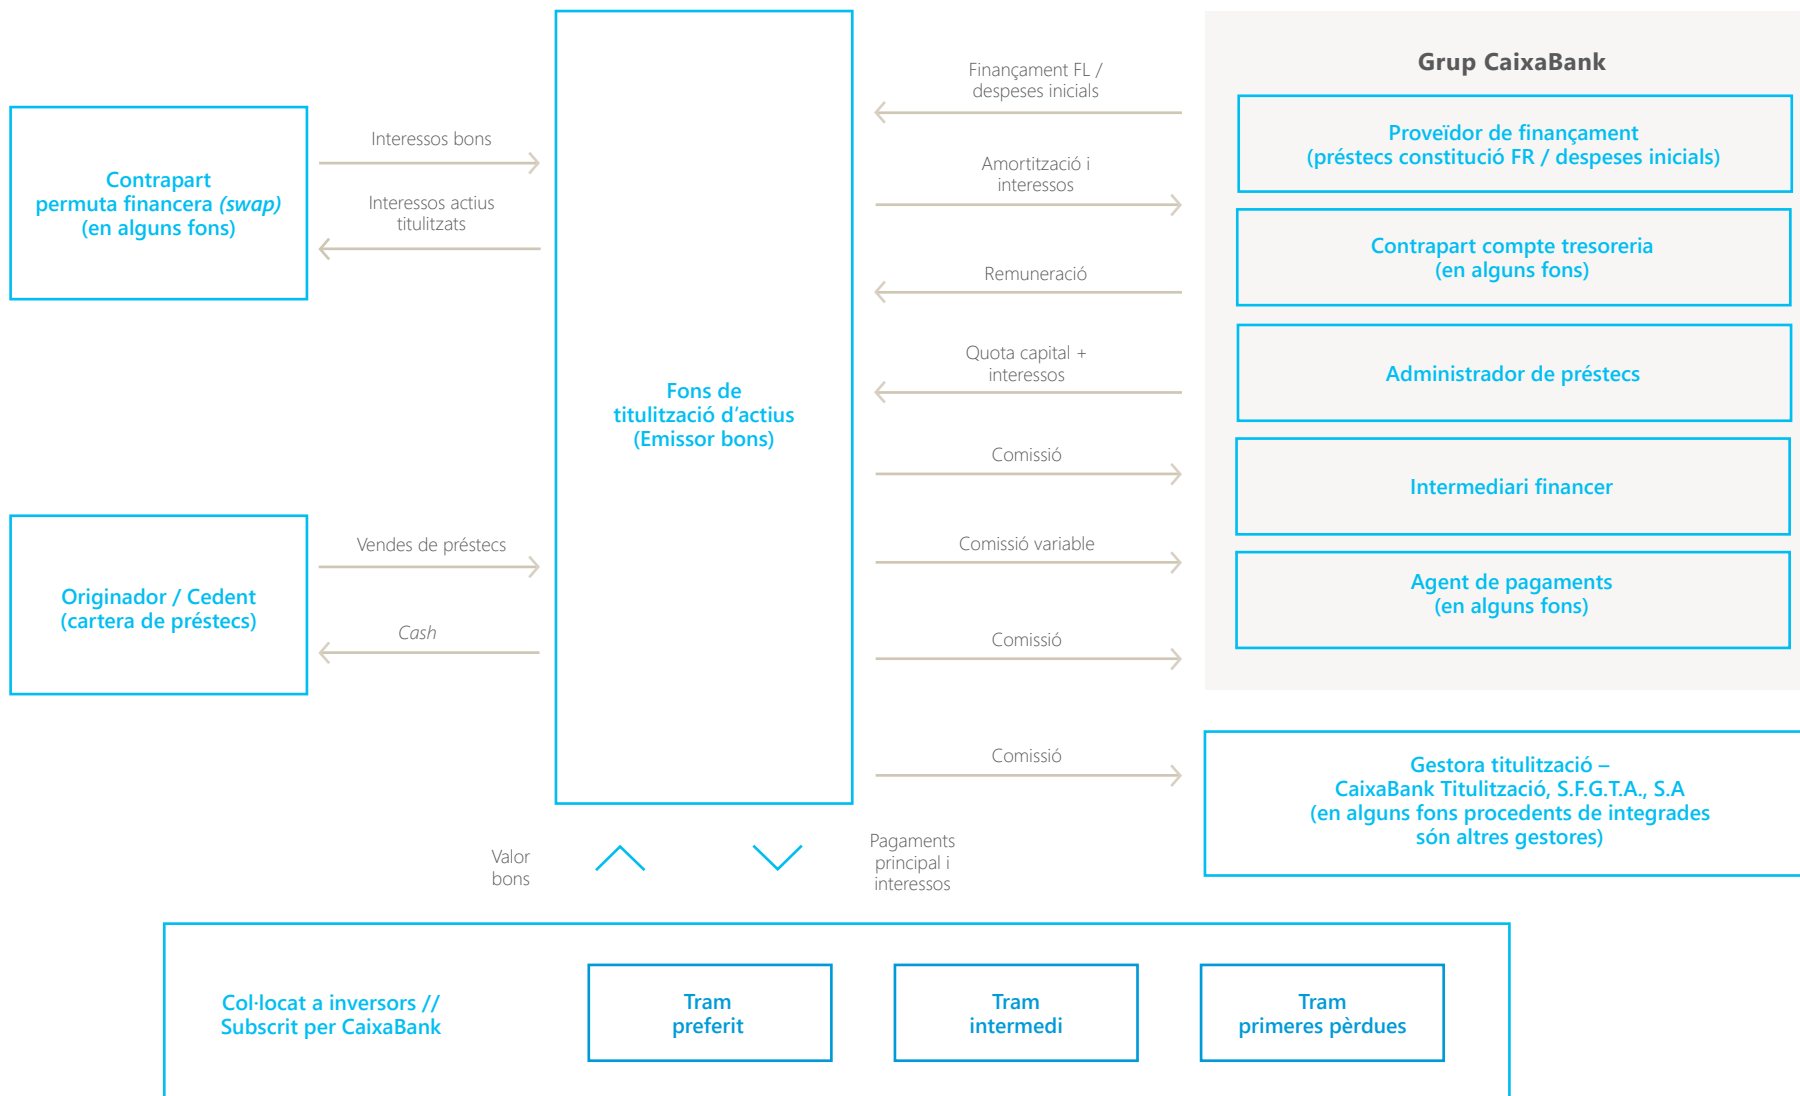 Contrapart
permuta financera (swap)
(en alguns fons)
Interessos bons
Interessos actius
titulitzats
Originador / Cedent
(cartera de préstecs)
Vendes de préstecs
Cash
Fons de
titulització d’actius
(Emissor bons)
Finançament FL /
despeses inicials
Amortització i
interessos
Remuneració
Quota capital +
interessos
Comissió
Comissió variable
Comissió
Comissió
Grup CaixaBank
Proveïdor de finançament
(préstecs constitució FR / despeses inicials)
Contrapart compte tresoreria
(en alguns fons)
Administrador de préstecs
Intermediari financer
Agent de pagaments
(en alguns fons)
Gestora titulització –
CaixaBank Titulització, S.F.G.T.A., S.A
(en alguns fons procedents de integrades
són altres gestores)
Valor
bons
Pagaments
principal i
interessos
Col·locat a inversors //
Subscrit per CaixaBank
Tram
preferit
Tram
intermedi
Tram
primeres pèrdues